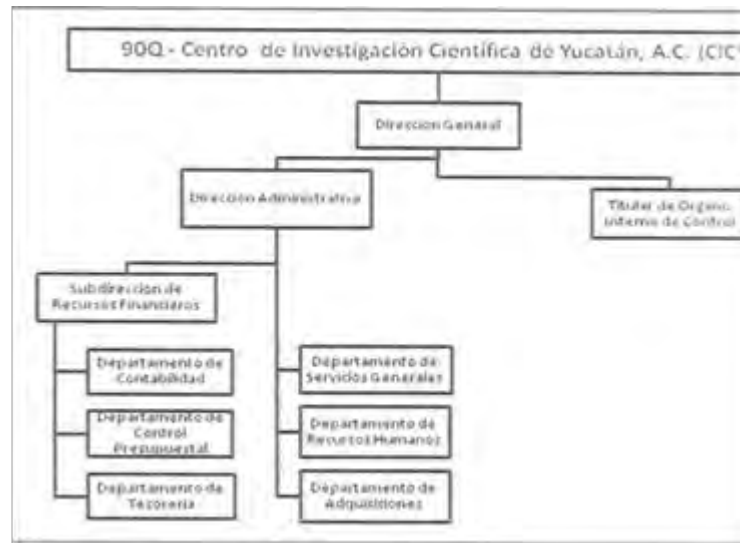 90Q - Centro de Investigación Científica de Yucatán, A.C. (CICY
Dirección General
Dirección Administrativa
Titular de Organo
Interno de Control
Subdirección de
Recursos Financieros
Departamento de
Contabilidad
Departamento de
Servicios Generales
Departamento de
Control
Presupuestal
Departamento de
Recursos Humanos
Departamento de
Tesorería
Departamento de
Adquisiciones